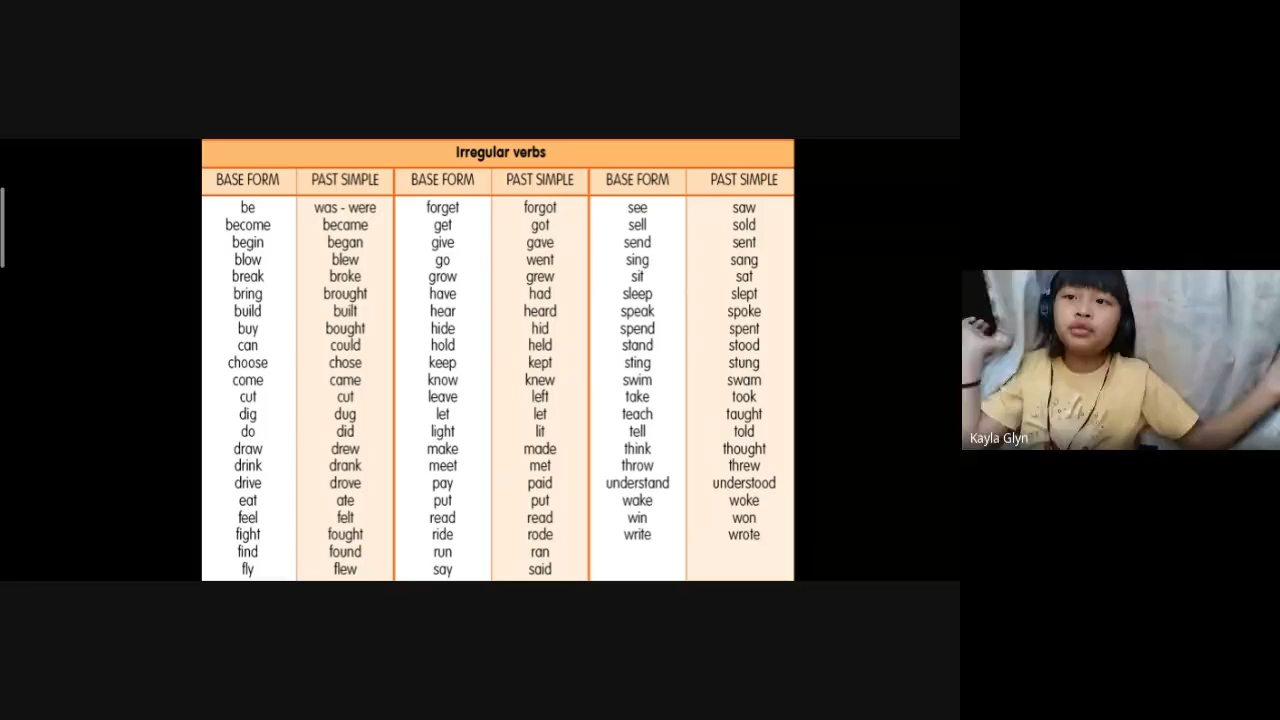 Irregular verbs
BASE FORM PAST SIMPLE BASE FORM PAST SIMPLE BASE FORM PAST SIMPLE
be was - were forget forgot see saw
become became get got sell sold
begin began give gave send sent
blow blew go went sing sang
break broke grow grew sit sat
bring brought have had sleep slept
build built hear heard speak spoke
buy bought hide hid spend spent
can could hold held stand stood
choose chose keep kept sting stung
come came know knew swim swam
cut cut leave left take took
dig dug let let teach taught
do did light lit tell told
draw drew make made think thought
drink drank meet met throw threw
drive drove pay paid understand understood
eat ate put put wake woke
feel felt read read win won
fight fought ride rode write wrote
find found run ran
fly flew say said
Kayla Glyn